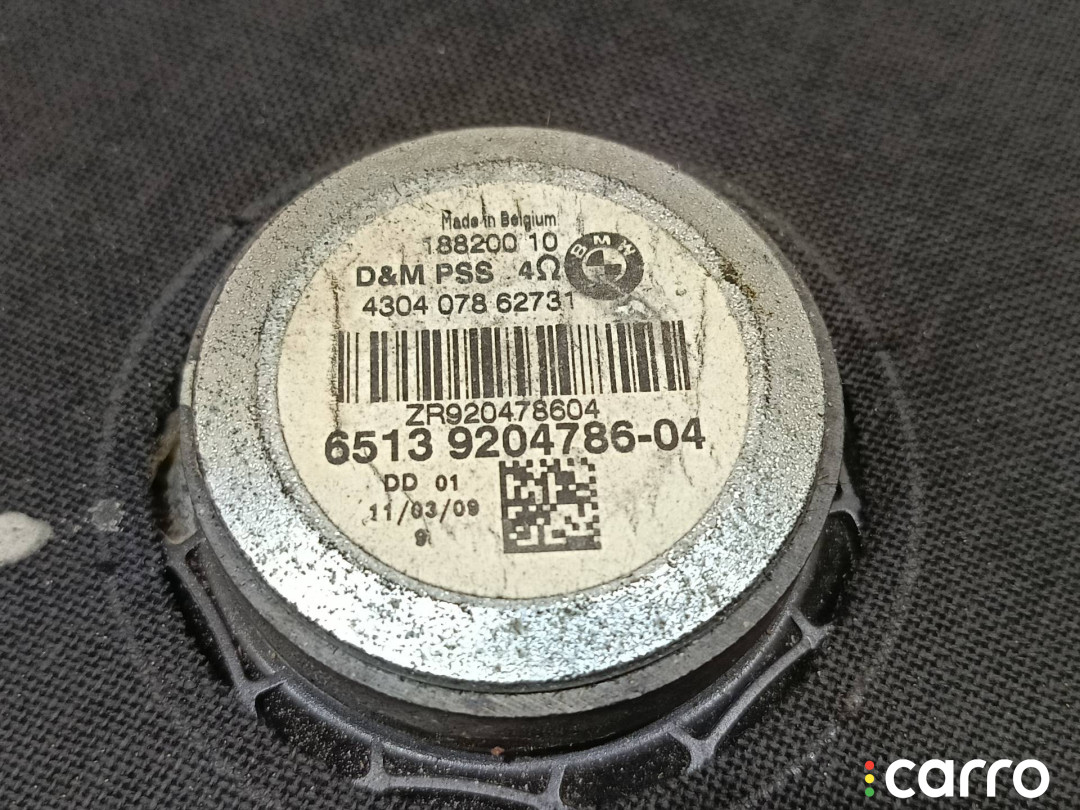 Made in Belgium
188200 10
D&M PSS 4Ω
BMW
4304 078 62731
ZR920478604
6513 9204786-04
DD 01
11/03/09
9
carro